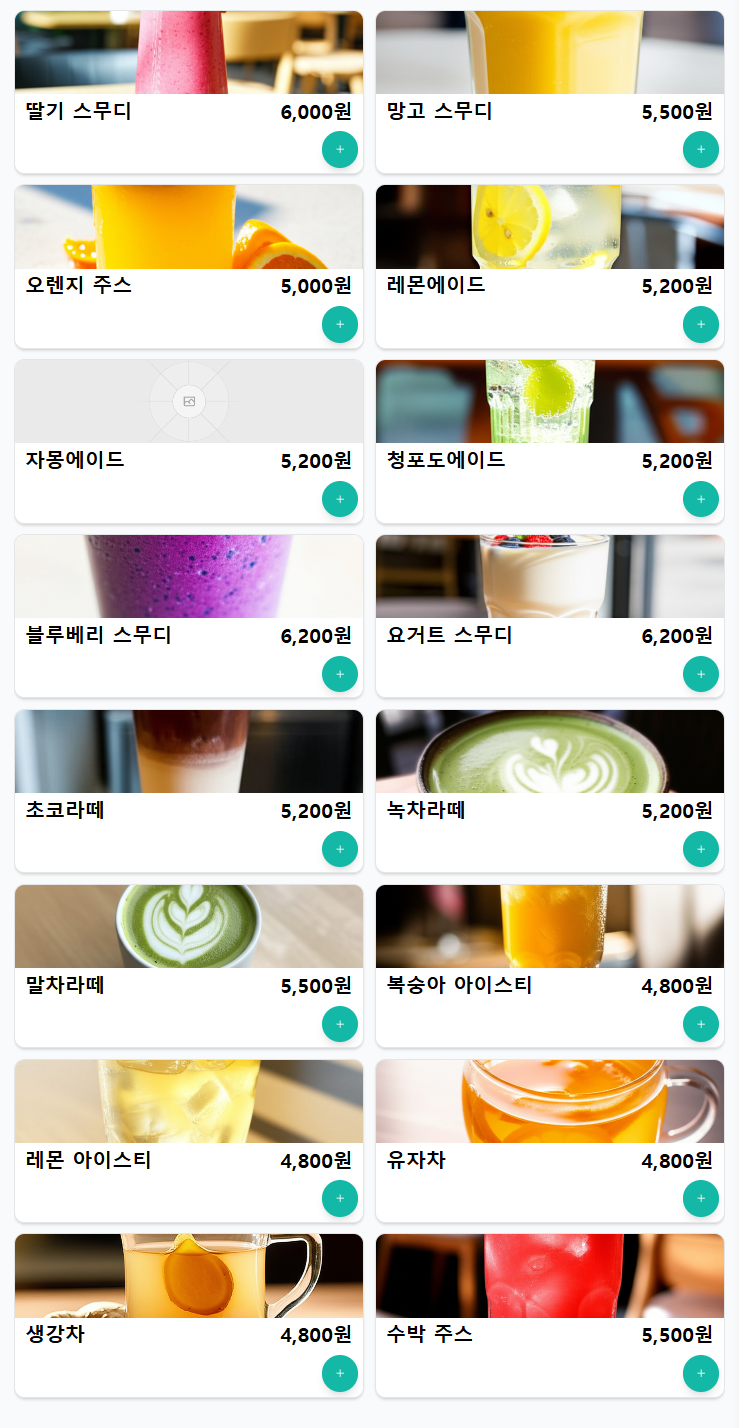 딸기 스무디 6,000원
망고 스무디 5,500원
+
+
오렌지 주스 5,000원
레몬에이드 5,200원
+
+
자몽에이드 5,200원
청포도에이드 5,200원
+
+
블루베리 스무디 6,200원
요거트 스무디 6,200원
+
+
초코라떼 5,200원
녹차라떼 5,200원
+
+
말차라떼 5,500원
복숭아 아이스티 4,800원
+
+
레몬 아이스티 4,800원
유자차 4,800원
+
+
생강차 4,800원
수박 주스 5,500원
+
+